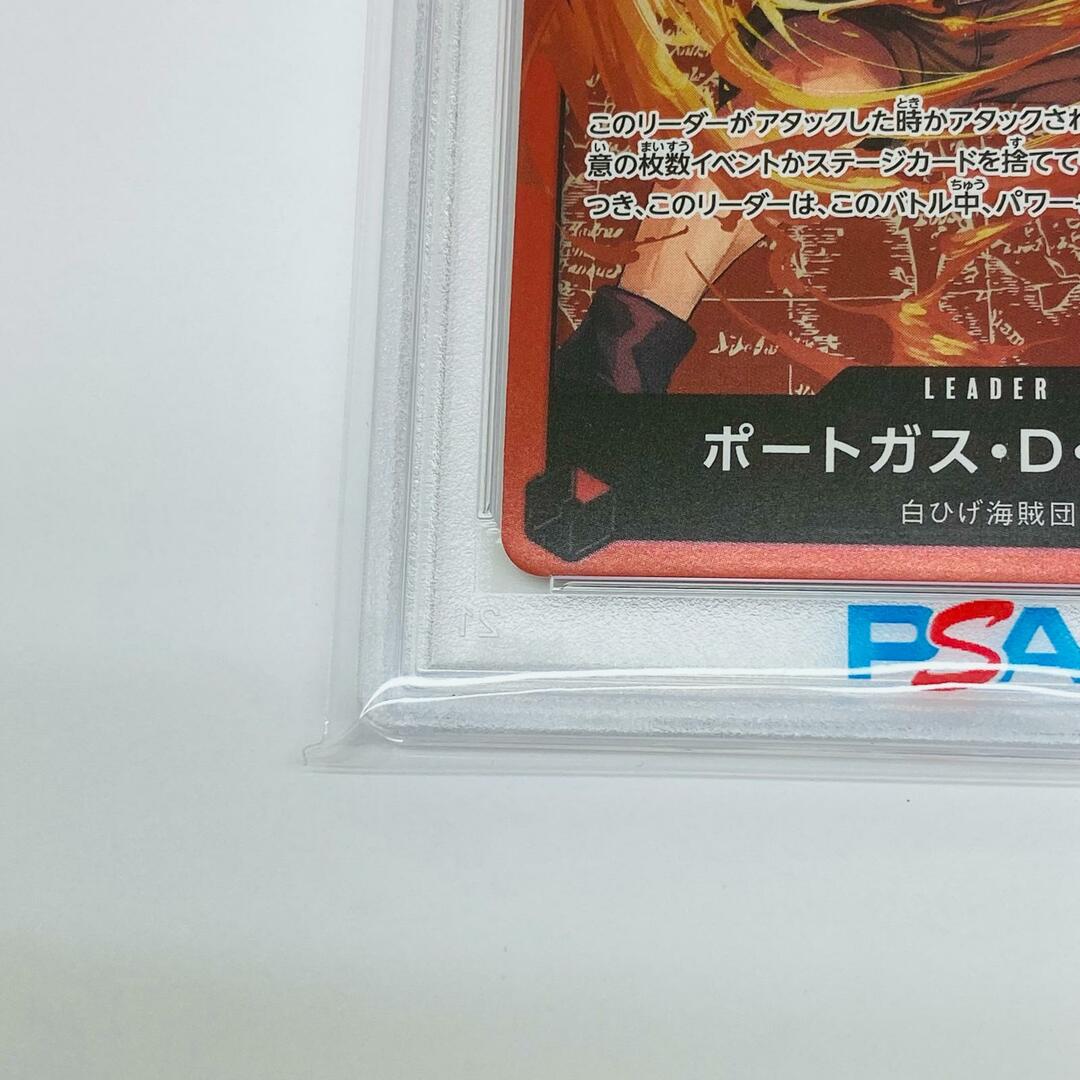 このリーダーがアタックした時かアタックされ
意の枚数イベントかステージカードを捨てて
つき、このリーダーは、このバトル中、パワー
LEADER
ポートガス・D・
白ひげ海賊団
PSA
21